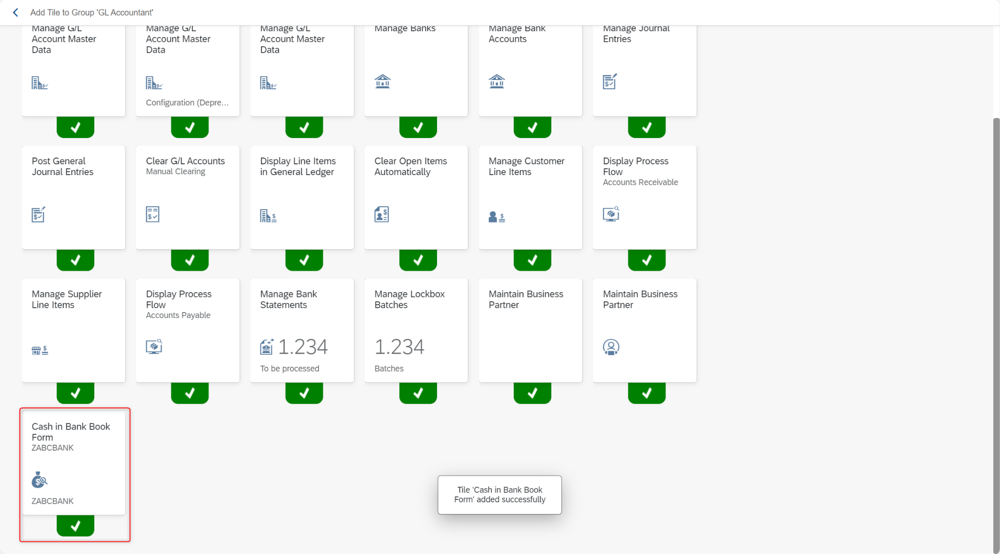 Add Tile to Group 'GL Accountant'
Manage G/L
Account Master
Data
Manage G/L
Account Master
Data
Configuration (Depre...
Manage G/L
Account Master
Data
Manage Banks
Manage Bank
Accounts
Manage Journal
Entries
Post General
Journal Entries
Clear G/L Accounts
Manual Clearing
Display Line Items
in General Ledger
Clear Open Items
Automatically
Manage Customer
Line Items
Display Process
Flow
Accounts Receivable
Manage Supplier
Line Items
Display Process
Flow
Accounts Payable
Manage Bank
Statements
1.234
To be processed
Manage Lockbox
Batches
1.234
Batches
Maintain Business
Partner
Maintain Business
Partner
Cash in Bank Book
Form
ZABCBANK
ZABCBANK
Tile 'Cash in Bank Book
Form' added successfully